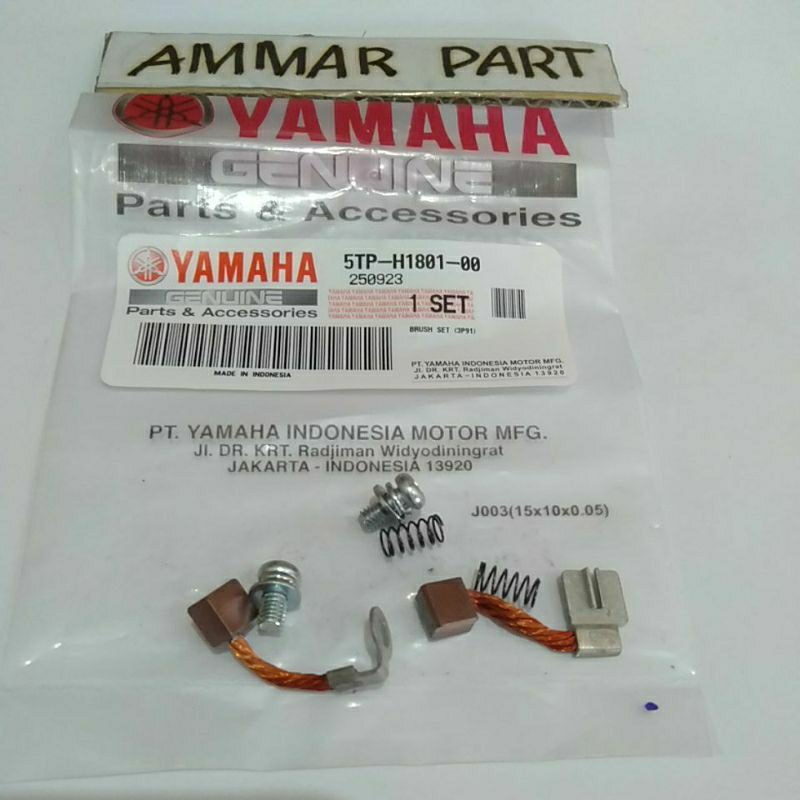 AMMAR PART
YAMAHA
GENUINE
Parts & Accessories
YAMAHA
GENUINE
Parts & Accessories
MADE IN INDONESIA
5TP-H1801-00
250923
1 SET
BRUSH SET (3P91)
PT. YAMAHA INDONESIA MOTOR MFG.
Jl. DR. KRT. Radjiman Widyodiningrat
JAKARTA-INDONESIA 13920
PT. YAMAHA INDONESIA MOTOR MFG.
Jl. DR. KRT. Radjiman Widyodiningrat
JAKARTA - INDONESIA 13920
J003(15x10x0.05)